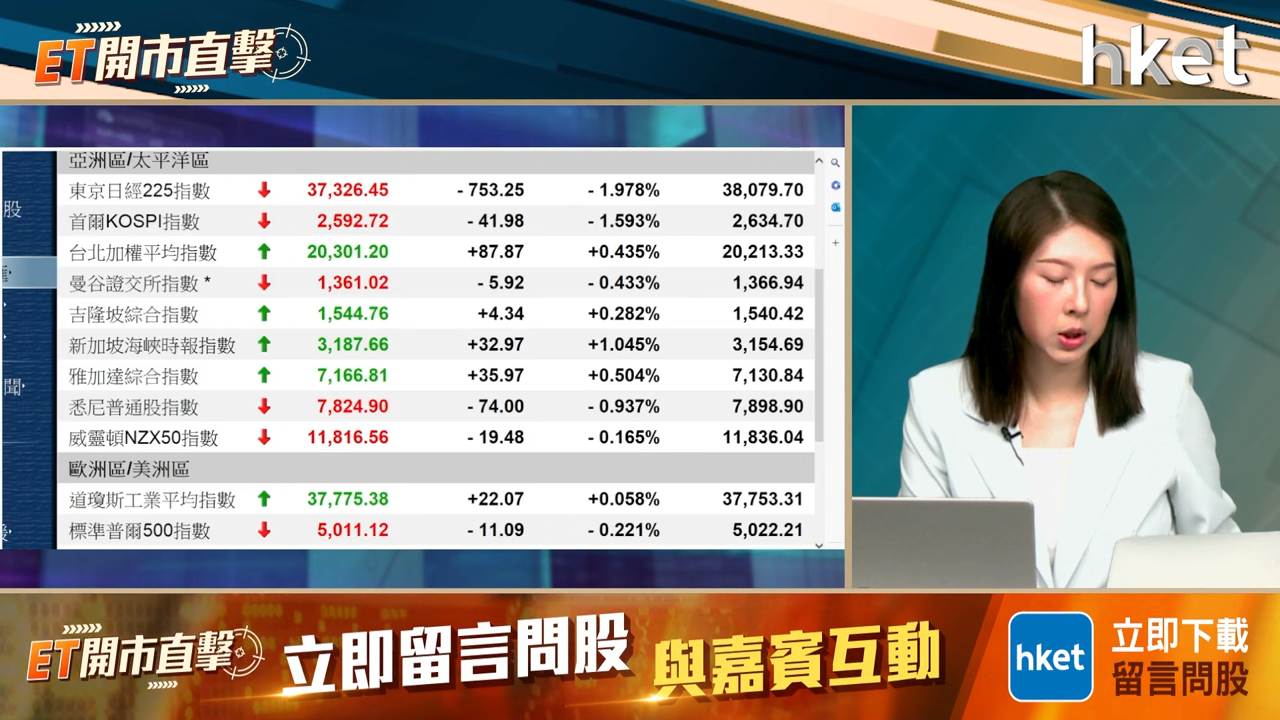 ET開市直擊
hket
亞洲區/太平洋區
東京日經225指數 37,326.45 - 753.25 - 1.978% 38,079.70
首爾KOSPI指數 2,592.72 - 41.98 - 1.593% 2,634.70
台北加權平均指數 20,301.20 +87.87 +0.435% 20,213.33
曼谷證交所指數 * 1,361.02 - 5.92 - 0.433% 1,366.94
吉隆坡綜合指數 1,544.76 +4.34 +0.282% 1,540.42
新加坡海峽時報指數 3,187.66 +32.97 +1.045% 3,154.69
雅加達綜合指數 7,166.81 +35.97 +0.504% 7,130.84
悉尼普通股指數 7,824.90 - 74.00 - 0.937% 7,898.90
威靈頓NZX50指數 11,816.56 - 19.48 - 0.165% 11,836.04
歐洲區/美洲區
道瓊斯工業平均指數 37,775.38 +22.07 +0.058% 37,753.31
標準普爾500指數 5,011.12 - 11.09 - 0.221% 5,022.21
股
聞
ET開市直擊
立即留言問股 與嘉賓互動
hket
立即下載
留言問股